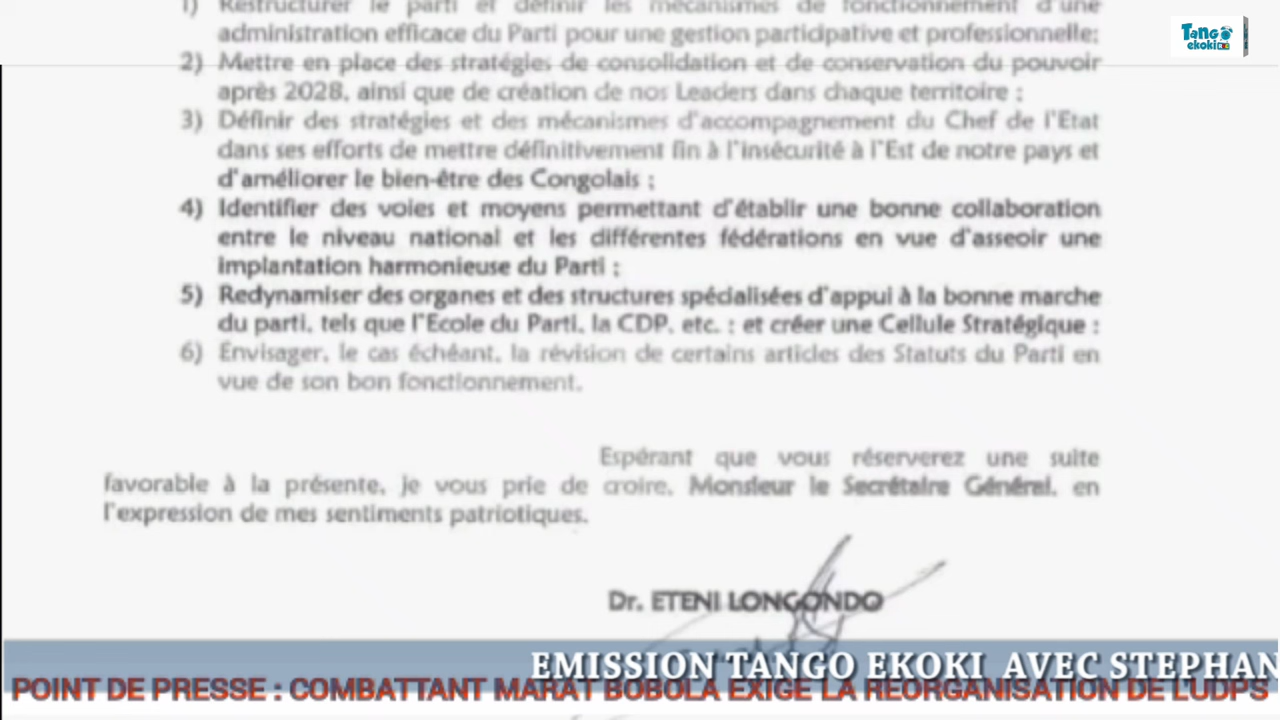 1) Restructurer le parti et définir les mécanismes de fonctionnement d'une
administration efficace du Parti pour une gestion participative et professionnelle;
Tango
ekoki
2) Mettre en place des stratégies de consolidation et de conservation du pouvoir
après 2028, ainsi que de création de nos Leaders dans chaque territoire ;
3) Définir des stratégies et des mécanismes d'accompagnement du Chef de l'Etat
dans ses efforts de mettre définitivement fin à l'insécurité à l'Est de notre pays et
d'améliorer le bien-être des Congolais ;
4) Identifier des voies et moyens permettant d'établir une bonne collaboration
entre le niveau national et les différentes fédérations en vue d'asseoir une
implantation harmonieuse du Parti ;
5) Redynamiser des organes et des structures spécialisées d'appui à la bonne marche
du parti, tels que l'Ecole du Parti, la CDP, etc. ; et créer une Cellule Stratégique ;
6) Envisager, le cas échéant, la révision de certains articles des Statuts du Parti en
vue de son bon fonctionnement.
Espérant que vous réserverez une suite
favorable à la présente, je vous prie de croire, Monsieur le Secrétaire Général, en
l'expression de mes sentiments patriotiques.
Dr. ETENI LONGONDO
EMISSION TANGO EKOKI AVEC STEPHAN
POINT DE PRESSE : COMBATTANT MARAT BOBOLA EXIGE LA REORGANISATION DE L'UDPS